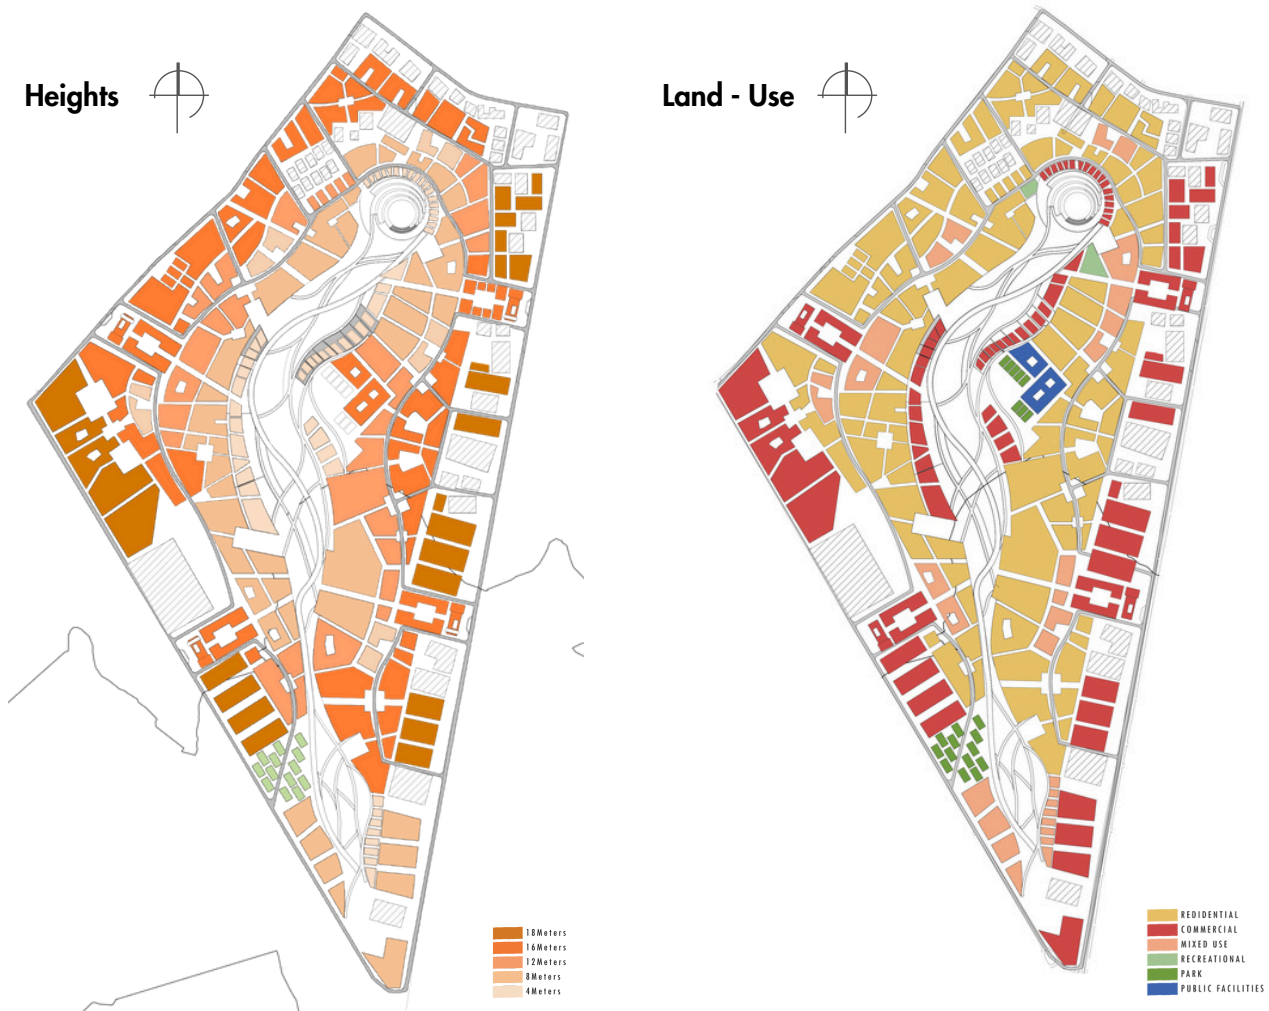 Heights
Land - Use
18Meters
16Meters
12Meters
8Meters
4Meters
REDIDENTIAL
COMMERCIAL
MIXED USE
RECREATIONAL
PARK
PUBLIC FACILITIES